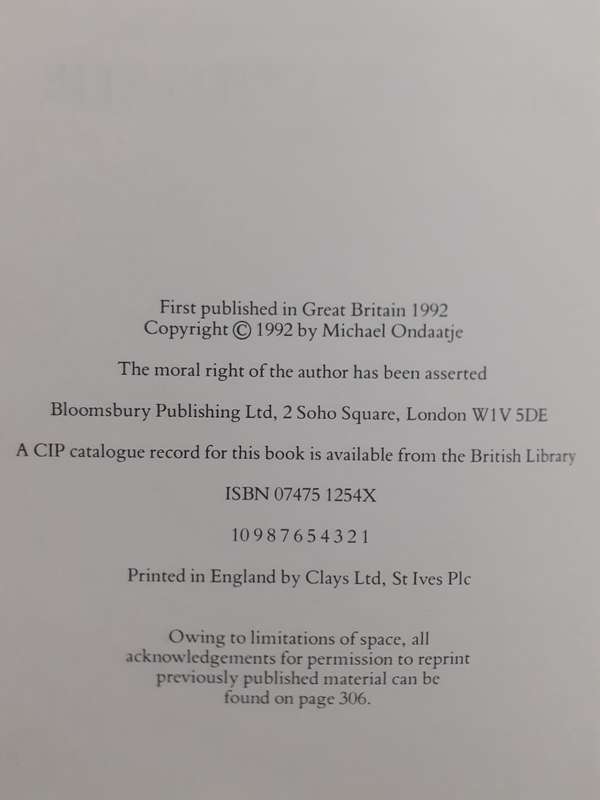 First published in Great Britain 1992
Copyright © 1992 by Michael Ondaatje
The moral right of the author has been asserted
Bloomsbury Publishing Ltd, 2 Soho Square, London W1V 5DE
A CIP catalogue record for this book is available from the British Library
ISBN 07475 1254X
10 9 8 7 6 5 4 3 2 1
Printed in England by Clays Ltd, St Ives Plc
Owing to limitations of space, all
acknowledgements for permission to reprint
previously published material can be
found on page 306.